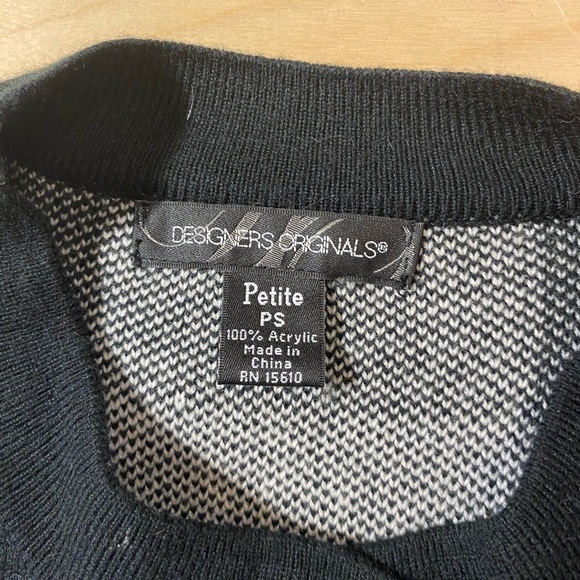 DESIGNERS ORIGINALS®
Petite
PS
100% Acrylic
Made in
China
RN 15610